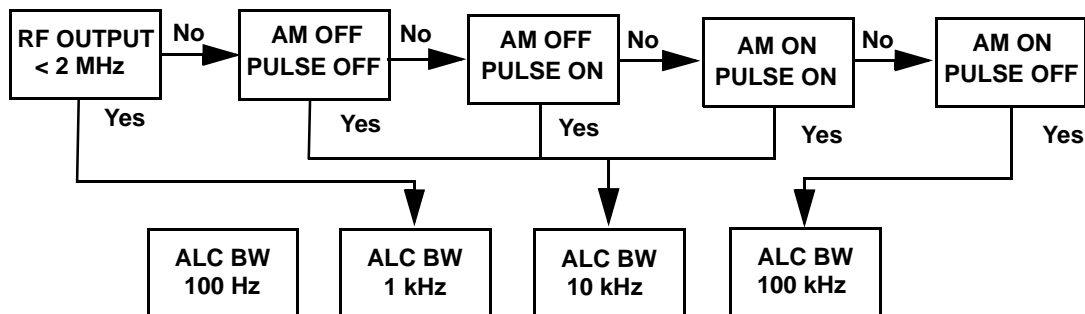 RF OUTPUT
< 2 MHz
No
AM OFF
PULSE OFF
No
AM OFF
PULSE ON
No
AM ON
PULSE ON
No
AM ON
PULSE OFF
Yes
Yes
Yes
Yes
Yes
ALC BW
100 Hz
ALC BW
1 kHz
ALC BW
10 kHz
ALC BW
100 kHz